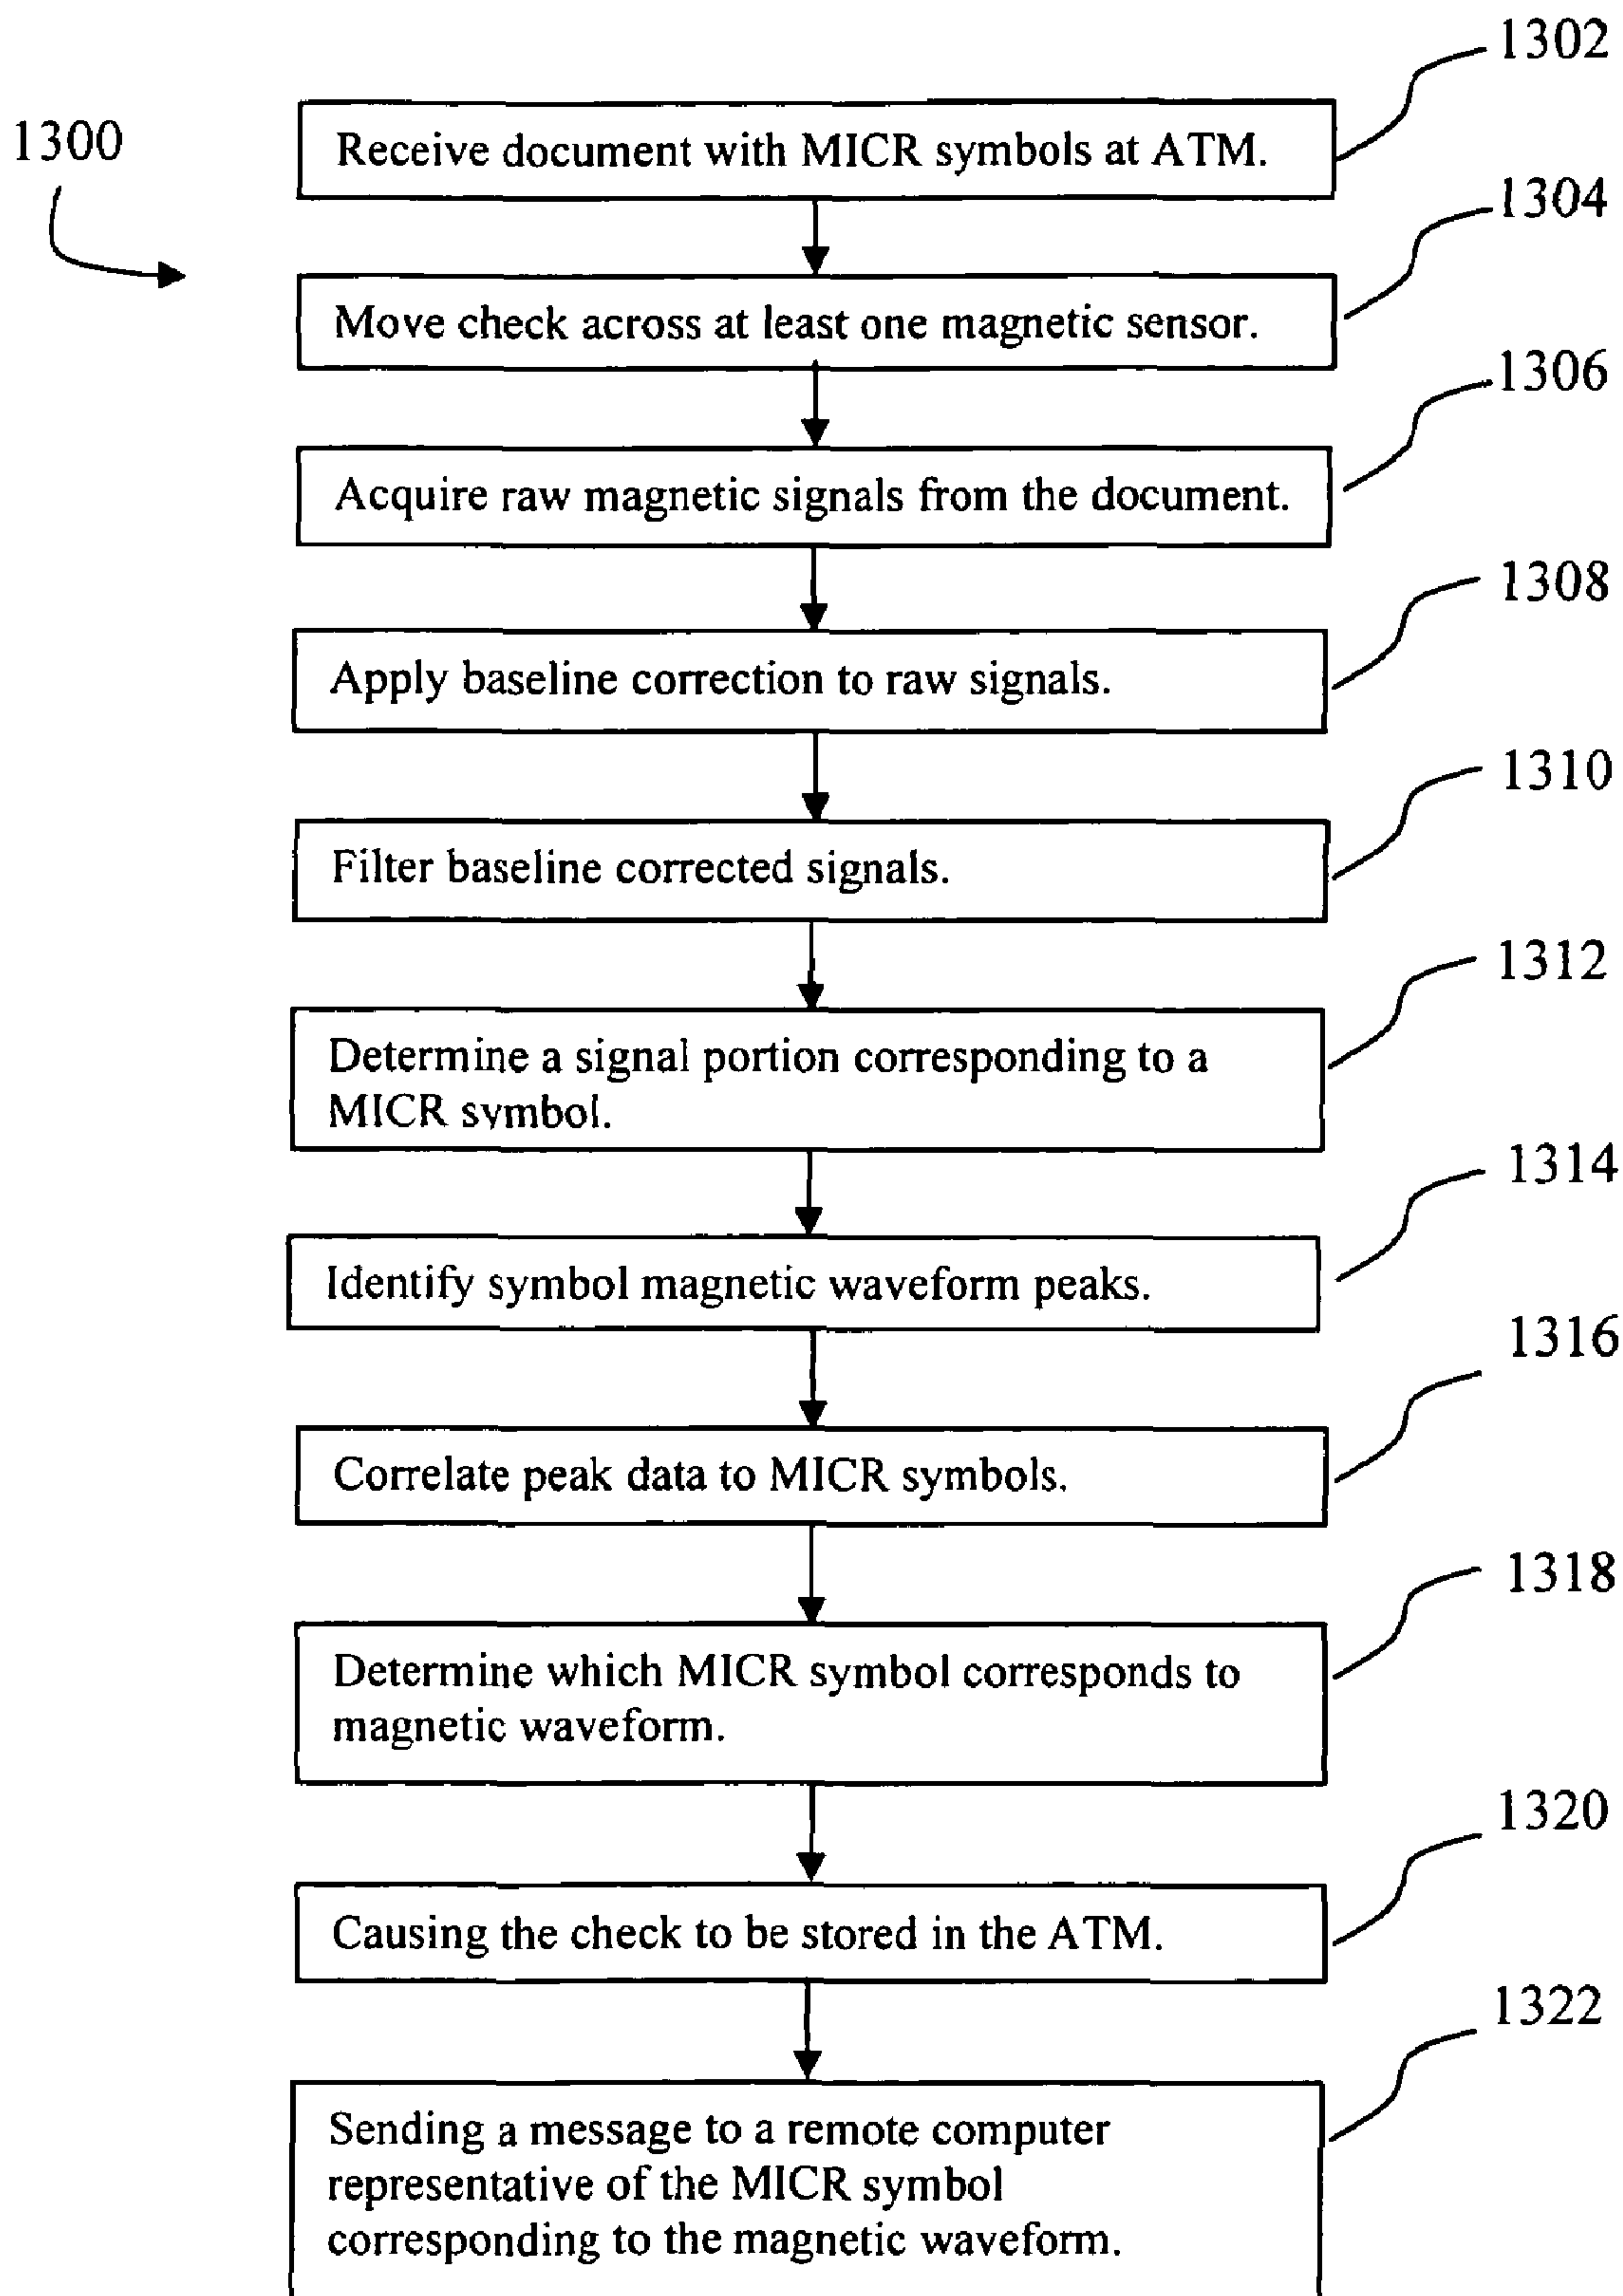 1302
1300
Receive document with MICR symbols at ATM.
1304
Move check across at least one magnetic sensor.
1306
Acquire raw magnetic signals from the document.
1308
Apply baseline correction to raw signals.
1310
Filter baseline corrected signals.
1312
Determine a signal portion corresponding to a
MICR symbol.
1314
Identify symbol magnetic waveform peaks.
1316
Correlate peak data to MICR symbols.
1318
Determine which MICR symbol corresponds to
magnetic waveform.
1320
Causing the check to be stored in the ATM.
1322
Sending a message to a remote computer
representative of the MICR symbol
corresponding to the magnetic waveform.